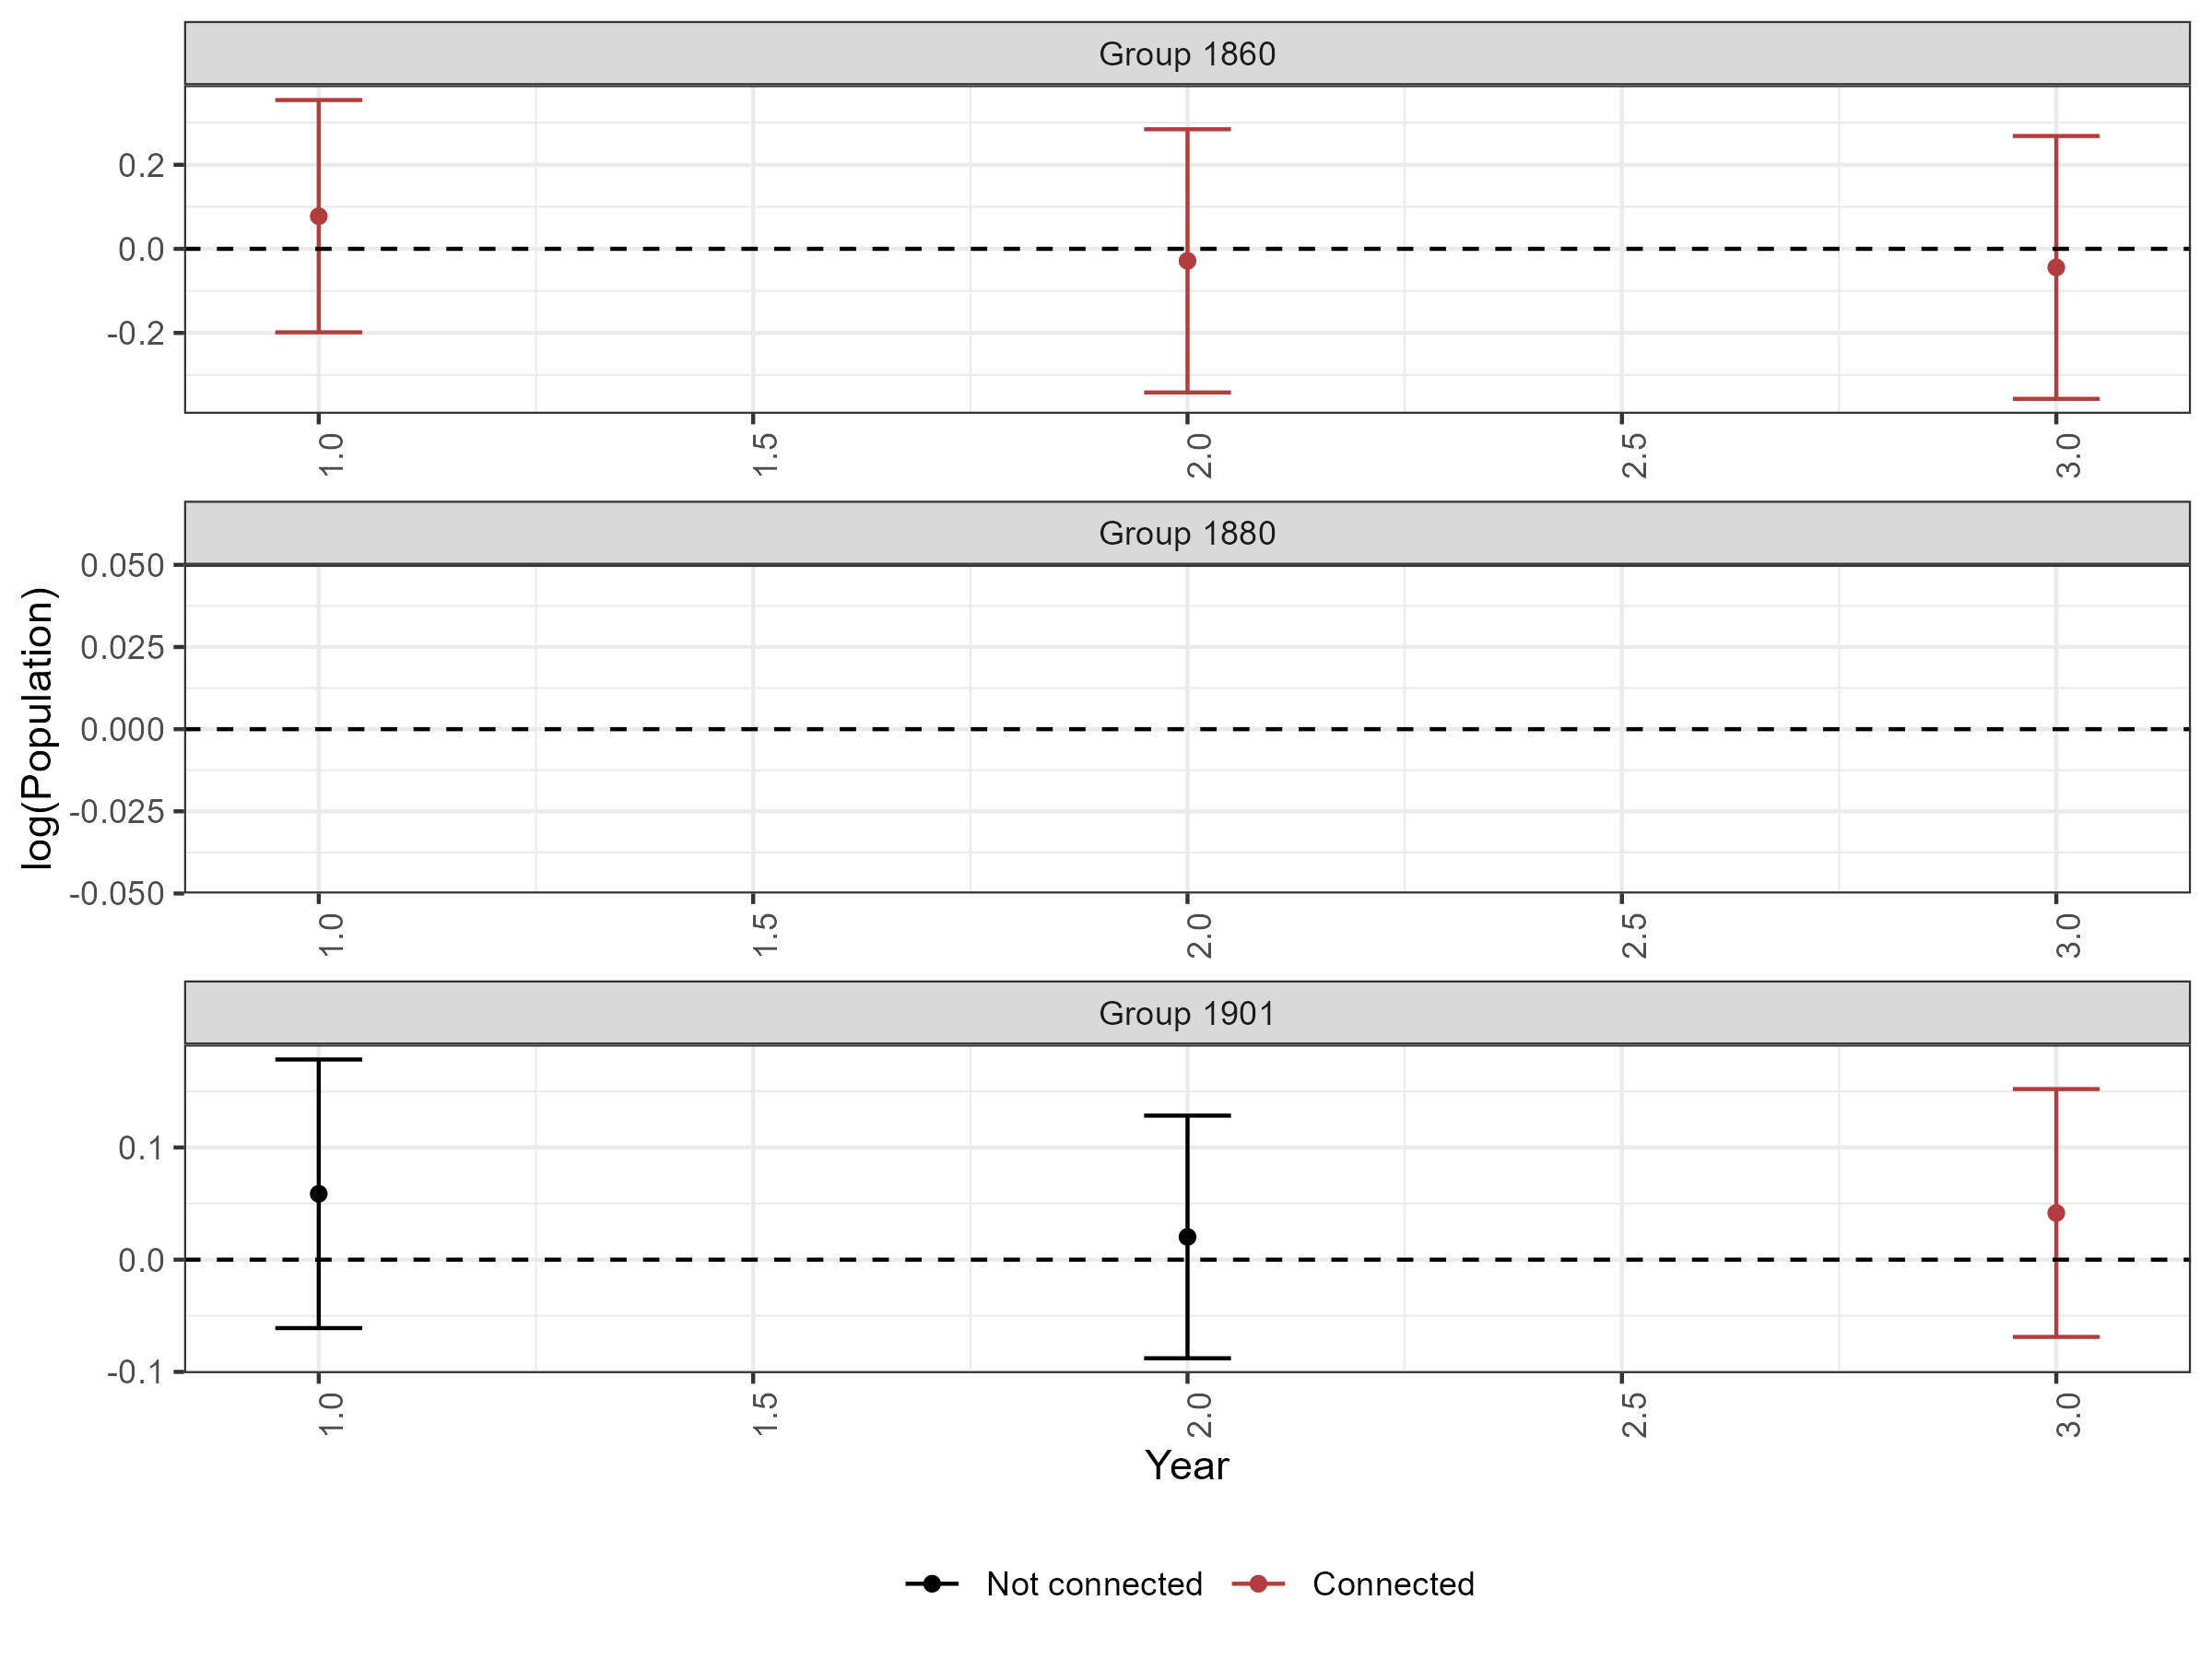 Group 1860
0.2
0.0
-0.2
1.0 1.5 2.0 2.5 3.0
Group 1880
0.050
0.025
0.000
-0.025
-0.050
1.0 1.5 2.0 2.5 3.0
Group 1901
0.1
0.0
-0.1
1.0 1.5 2.0 2.5 3.0
log(Population)
Year
Not connected Connected